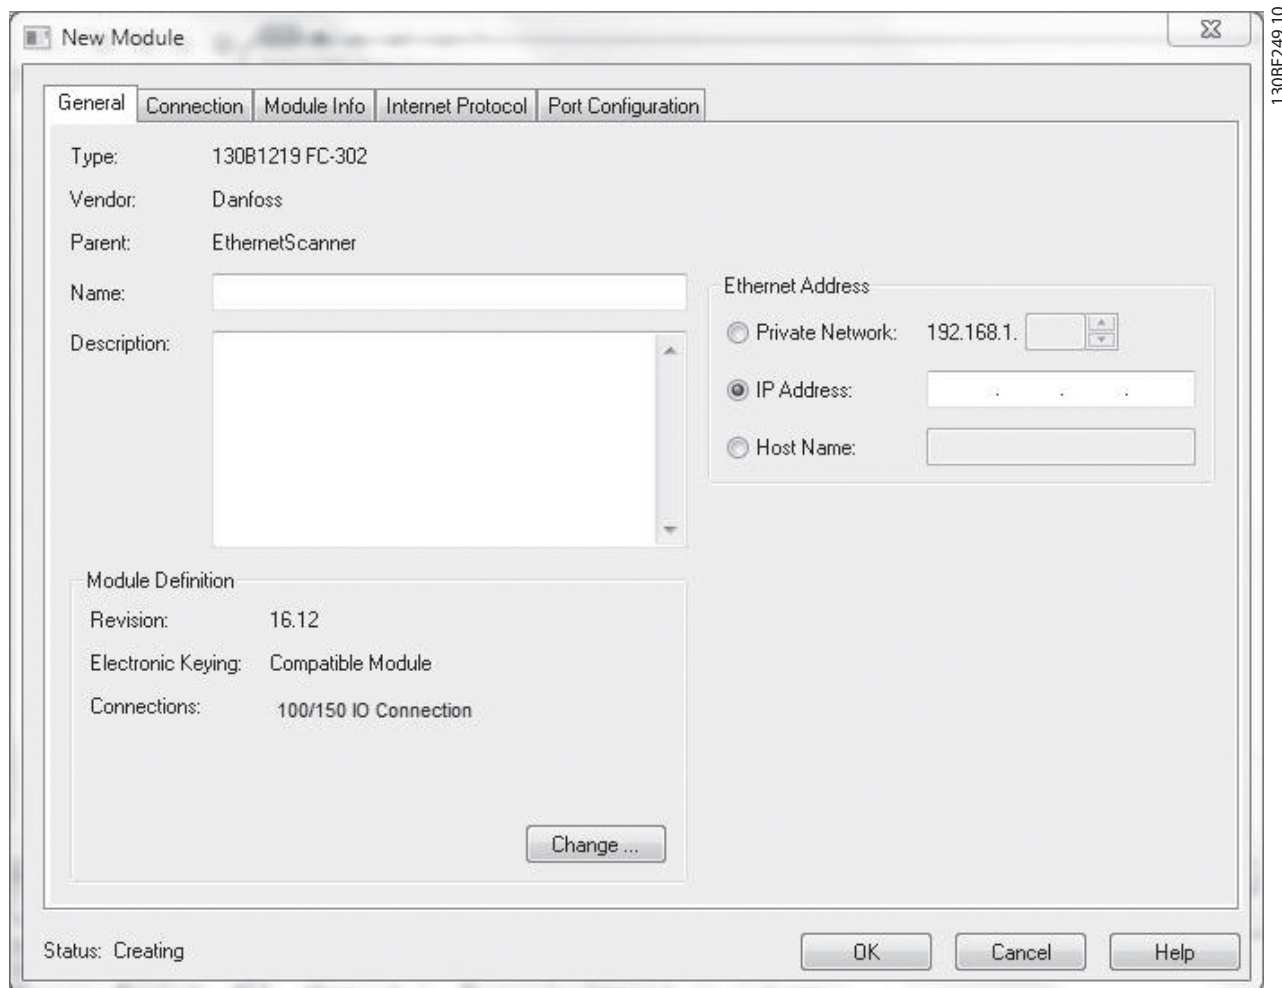 New Module
130BE249.10
General Connection Module Info Internet Protocol Port Configuration
Type: 130B1219 FC-302
Vendor: Danfoss
Parent: EthernetScanner
Name:
Description:
Ethernet Address
Private Network: 192.168.1.
IP Address: . . .
Host Name:
Module Definition
Revision: 16.12
Electronic Keying: Compatible Module
Connections: 100/150 IO Connection
Change ...
Status: Creating
OK Cancel Help